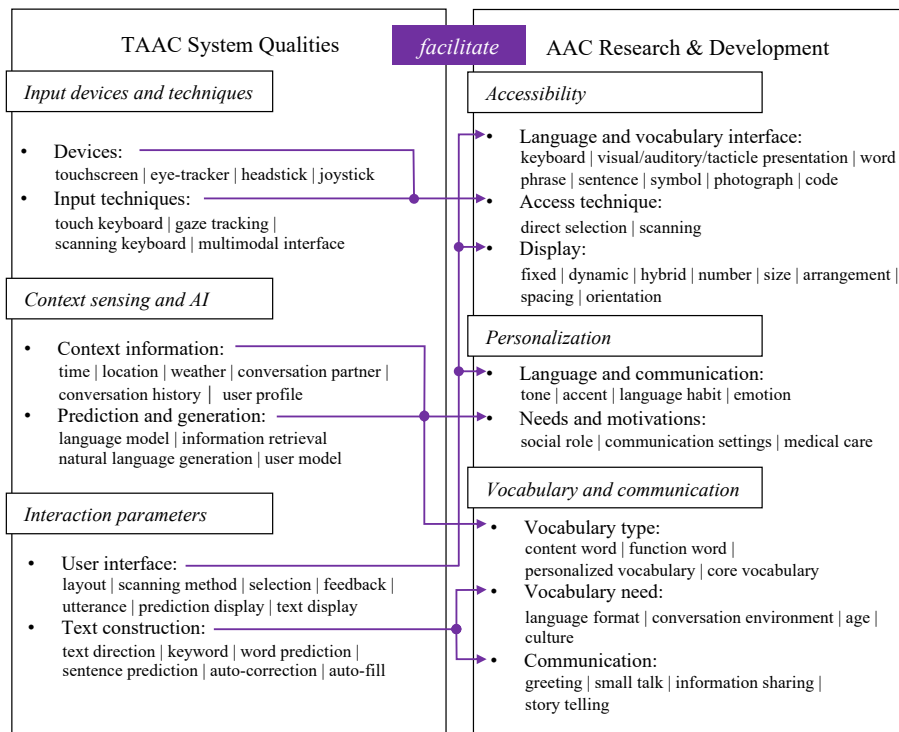 TAAC System Qualities
facilitate
AAC Research & Development
Input devices and techniques
• Devices:
touchscreen | eye-tracker | headstick | joystick
• Input techniques:
touch keyboard | gaze tracking |
scanning keyboard | multimodal interface
Context sensing and AI
• Context information:
time | location | weather | conversation partner |
conversation history | user profile
• Prediction and generation:
language model | information retrieval
natural language generation | user model
Interaction parameters
• User interface:
layout | scanning method | selection | feedback |
utterance | prediction display | text display
• Text construction:
text direction | keyword | word prediction |
sentence prediction | auto-correction | auto-fill
Accessibility
• Language and vocabulary interface:
keyboard | visual/auditory/tacticle presentation | word
phrase | sentence | symbol | photograph | code
• Access technique:
direct selection | scanning
• Display:
fixed | dynamic | hybrid | number | size | arrangement |
spacing | orientation
Personalization
• Language and communication:
tone | accent | language habit | emotion
• Needs and motivations:
social role | communication settings | medical care
Vocabulary and communication
• Vocabulary type:
content word | function word |
personalized vocabulary | core vocabulary
• Vocabulary need:
language format | conversation environment | age |
culture
• Communication:
greeting | small talk | information sharing |
story telling